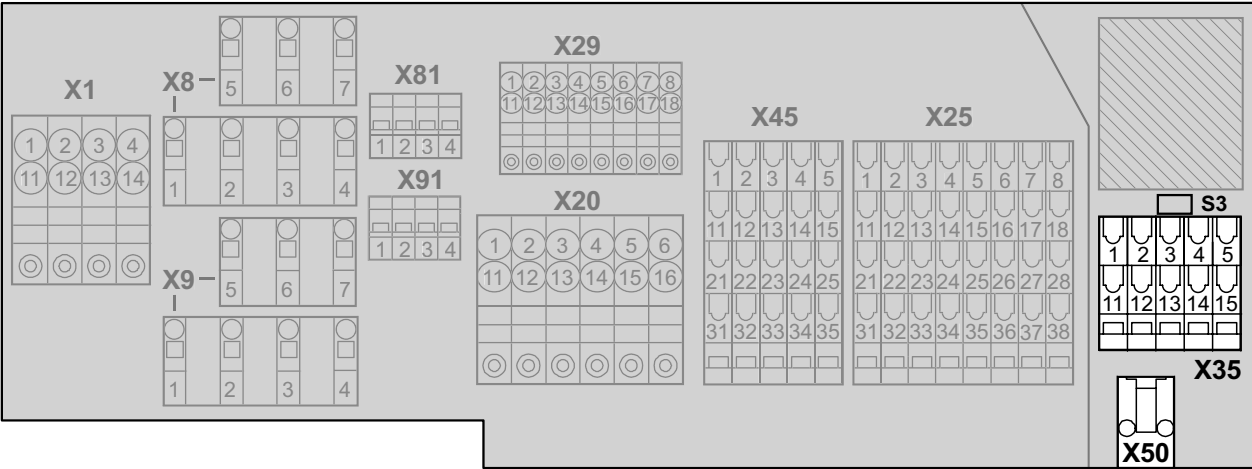 X1
1 2 3 4
11 12 13 14
X8
5 6 7
1 2 3 4
X9
5 6 7
1 2 3 4
X81
1 2 3 4
X91
1 2 3 4
X29
1 2 3 4 5 6 7 8
11 12 13 14 15 16 17 18
X20
1 2 3 4 5 6
11 12 13 14 15 16
X45
1 2 3 4 5
11 12 13 14 15
21 22 23 24 25
31 32 33 34 35
X25
1 2 3 4 5 6 7 8
11 12 13 14 15 16 17 18
21 22 23 24 25 26 27 28
31 32 33 34 35 36 37 38
S3
1 2 3 4 5
11 12 13 14 15
X35
X50